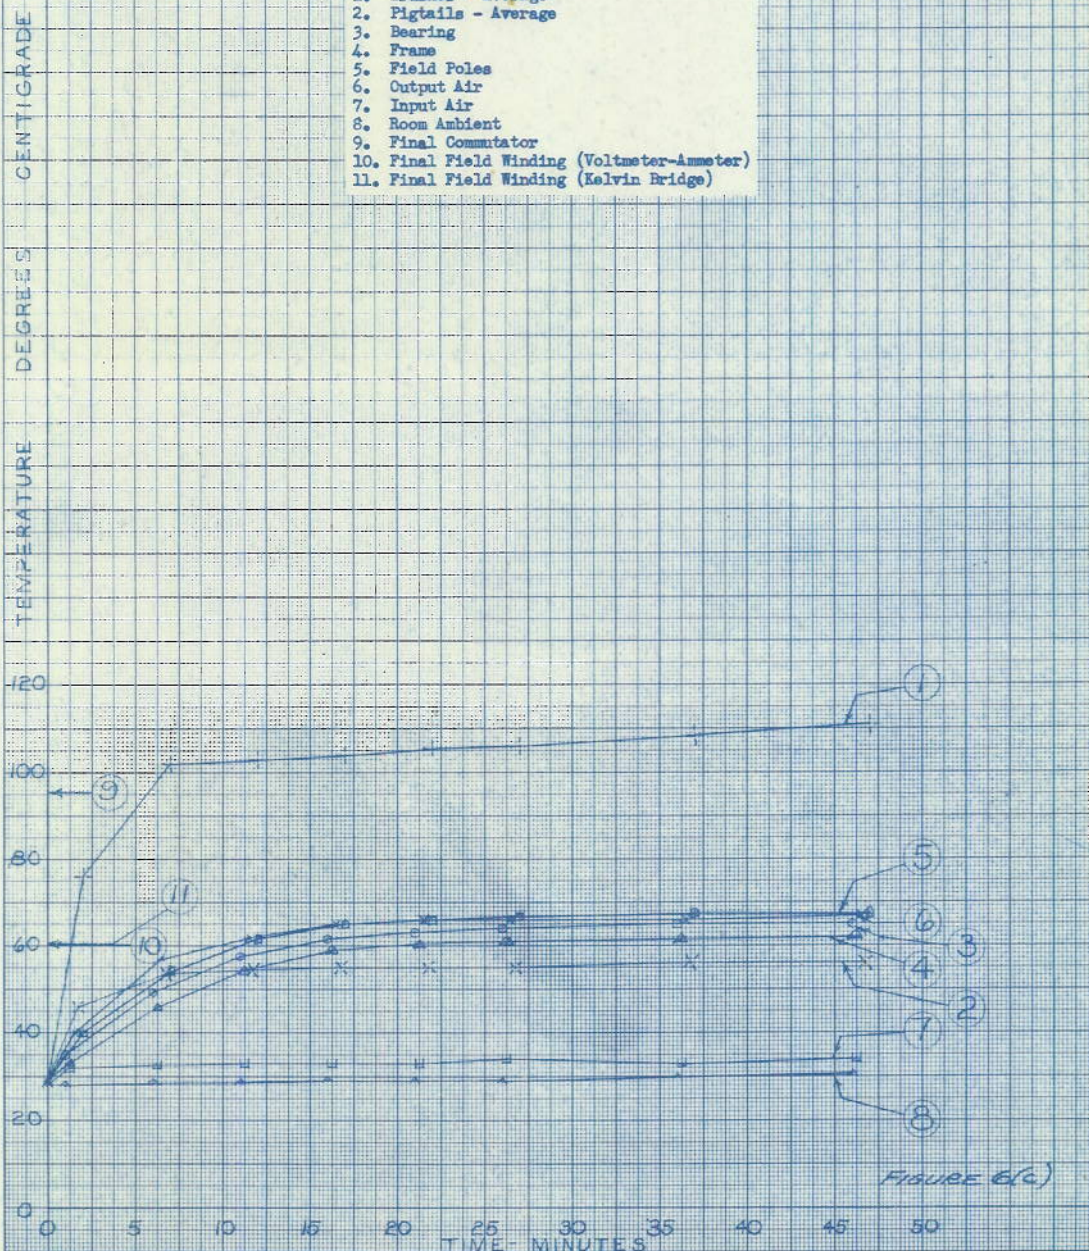 2. Pigtails - Average
3. Bearing
4. Frame
5. Field Poles
6. Output Air
7. Input Air
8. Room Ambient
9. Final Commutator
10. Final Field Winding (Voltmeter-Ammeter)
11. Final Field Winding (Kelvin Bridge)
TEMPERATURE DEGREES CENTIGRADE
120
100
80
60
40
20
0
1
9
11
10
5
6
3
4
2
7
8
FIGURE 6(c)
0 5 10 15 20 25 30 35 40 45 50
TIME - MINUTES